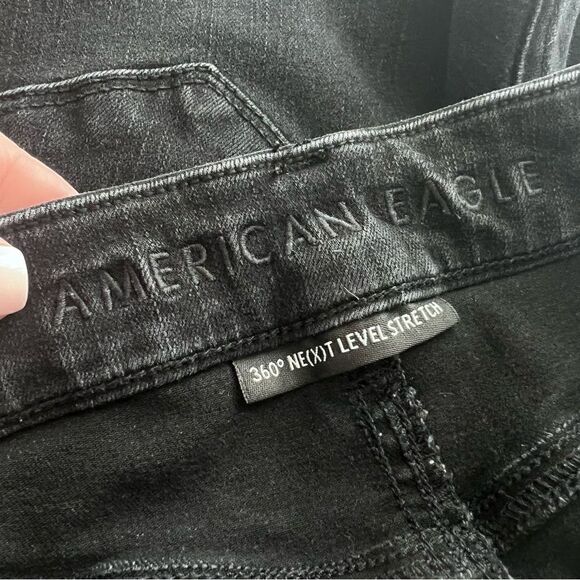 AMERICAN EAGLE
360° NE(X)T LEVEL STRETCH